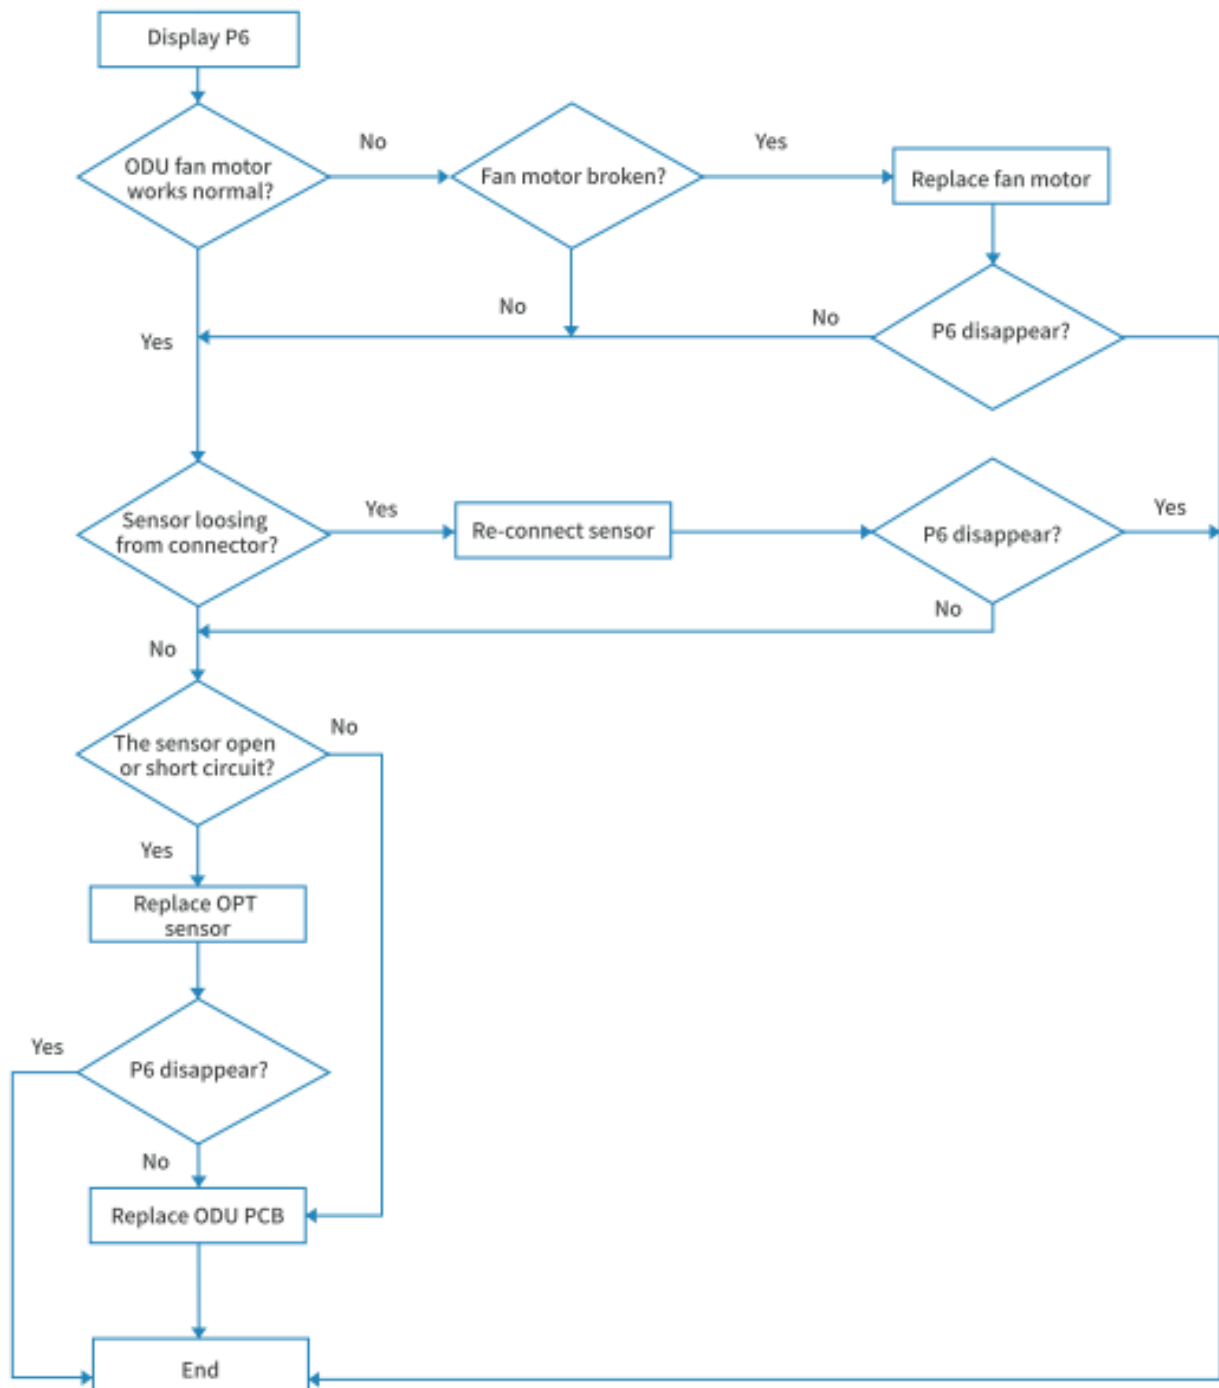 Display P6
No
Yes
ODU fan motor
works normal?
Fan motor broken?
Replace fan motor
No
No
Yes
P6 disappear?
Yes
Yes
Sensor loosing
from connector?
Re-connect sensor
P6 disappear?
No
No
No
The sensor open
or short circuit?
Yes
Replace OPT
sensor
Yes
P6 disappear?
No
Replace ODU PCB
End